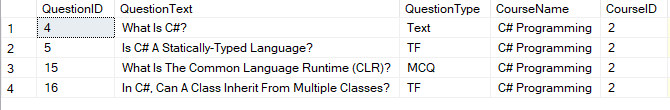 QuestionID QuestionText QuestionType CourseName CourseID
1 4 What Is C#? Text C# Programming 2
2 5 Is C# A Statically-Typed Language? TF C# Programming 2
3 15 What Is The Common Language Runtime (CLR)? MCQ C# Programming 2
4 16 In C#, Can A Class Inherit From Multiple Classes? TF C# Programming 2